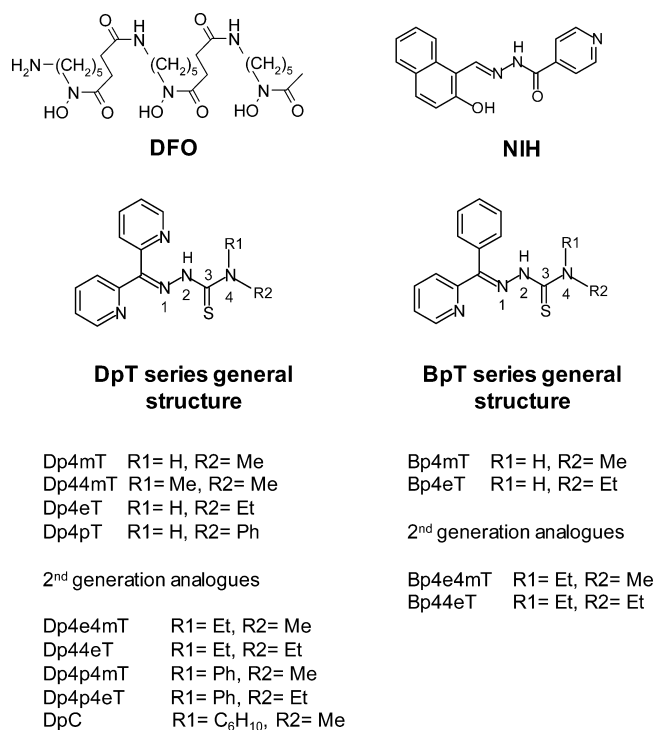 O
H
N
O
H
N
H₂N
( )₅
( )₅
( )₅
N
HO
O
N
HO
O
N
HO
O
DFO
N
H
N
N
O
OH
NIH
N
N
N
1
H
N
2
3
S
N
4
R1
R2
DpT series general
structure
N
N
1
H
N
2
3
S
N
4
R1
R2
BpT series general
structure
Dp4mT R1= H, R2= Me
Dp44mT R1= Me, R2= Me
Dp4eT R1= H, R2= Et
Dp4pT R1= H, R2= Ph
2nd generation analogues
Dp4e4mT R1= Et, R2= Me
Dp44eT R1= Et, R2= Et
Dp4p4mT R1= Ph, R2= Me
Dp4p4eT R1= Ph, R2= Et
DpC R1= C₆H₁₀, R2= Me
Bp4mT R1= H, R2= Me
Bp4eT R1= H, R2= Et
2nd generation analogues
Bp4e4mT R1= Et, R2= Me
Bp44eT R1= Et, R2= Et